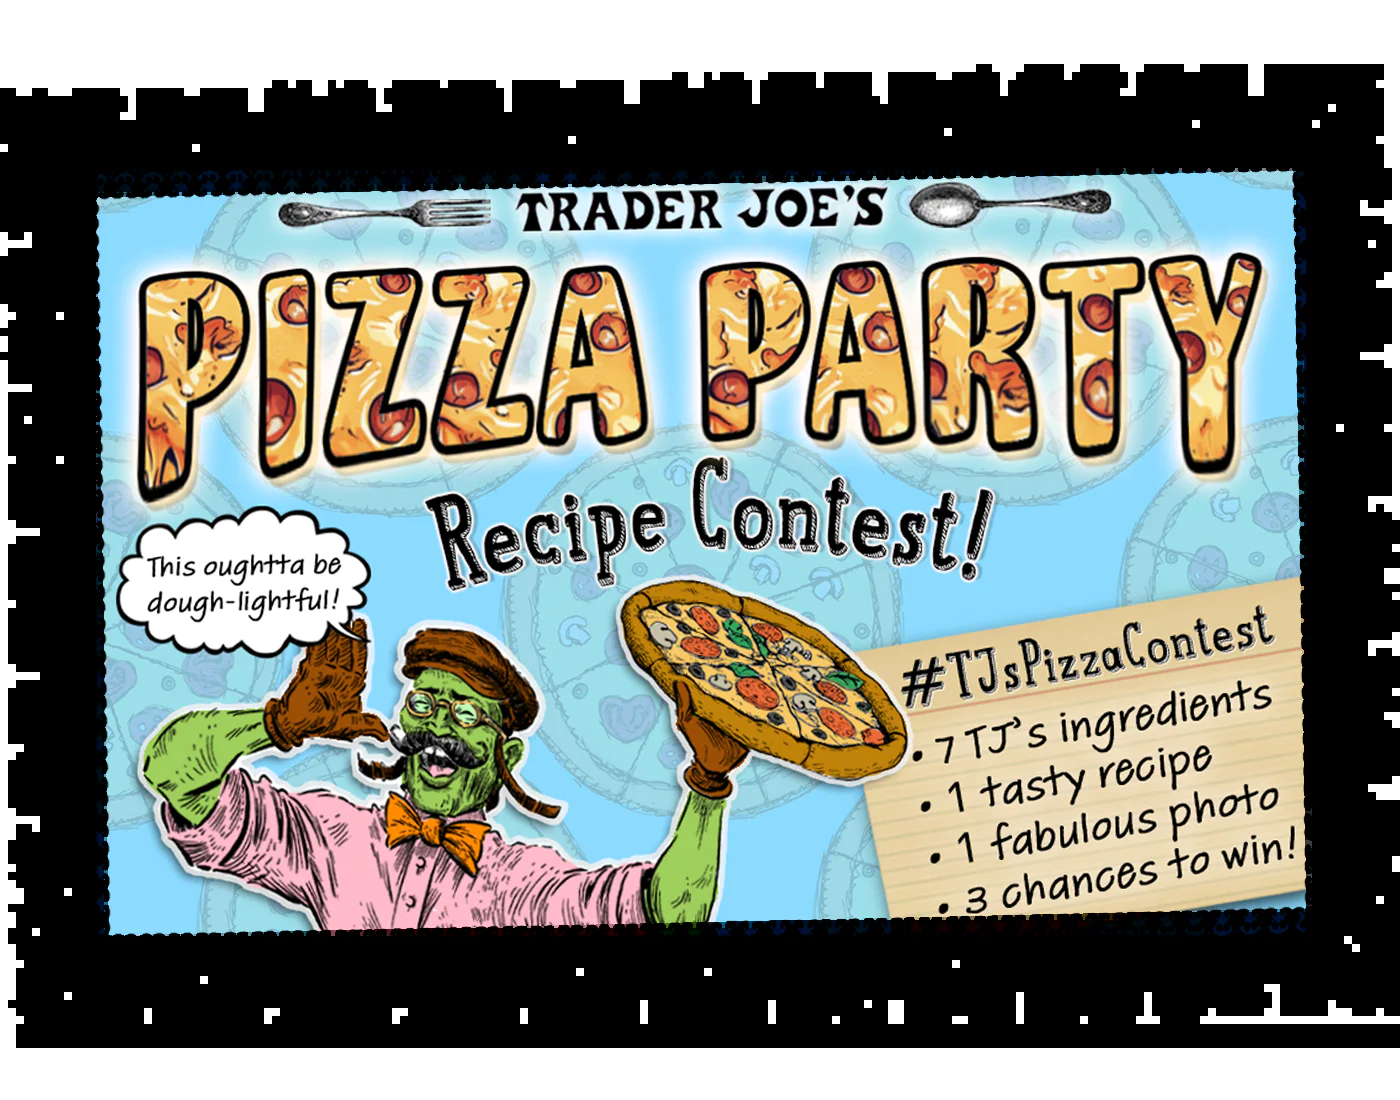 TRADER JOE'S
PIZZA PARTY
Recipe Contest!
This oughtta be
dough-lightful!
#TJsPizzaContest
• 7 TJ's ingredients
• 1 tasty recipe
• 1 fabulous photo
• 3 chances to win!